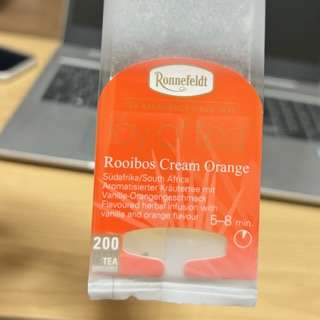 Ronnefeldt
Rooibos Cream Orange
Südafrika/South Africa
Aromatisierter Kräutertee mit
Vanille-Orangengeschmack
Flavoured herbal infusion with
vanilla and orange flavour
5–8 min.
200
TEA